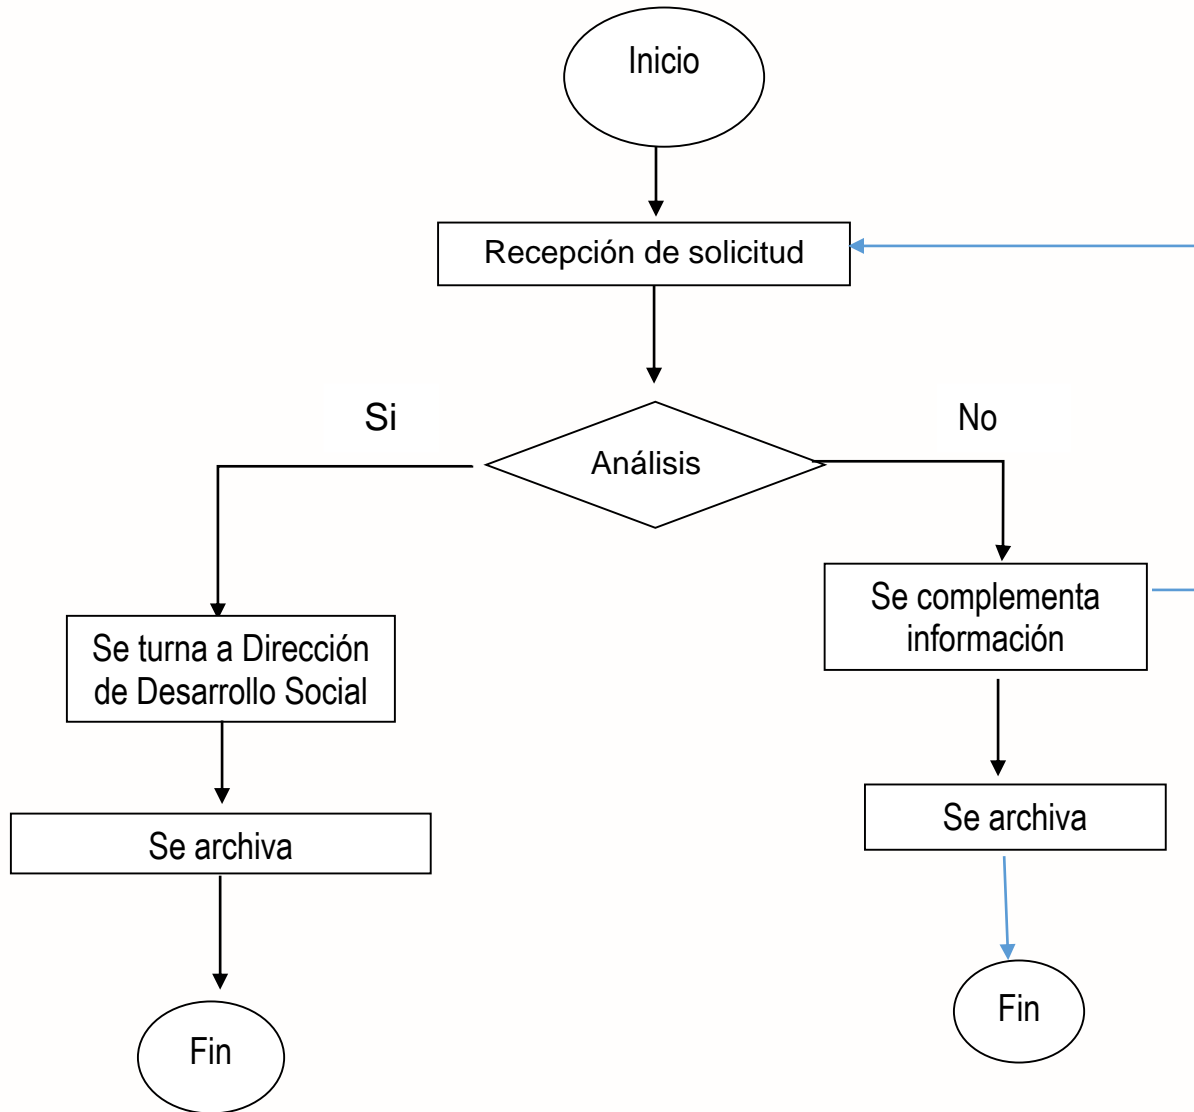 Inicio
Recepción de solicitud
Si
No
Análisis
Se complementa
información
Se turna a Dirección
de Desarrollo Social
Se archiva
Se archiva
Fin
Fin